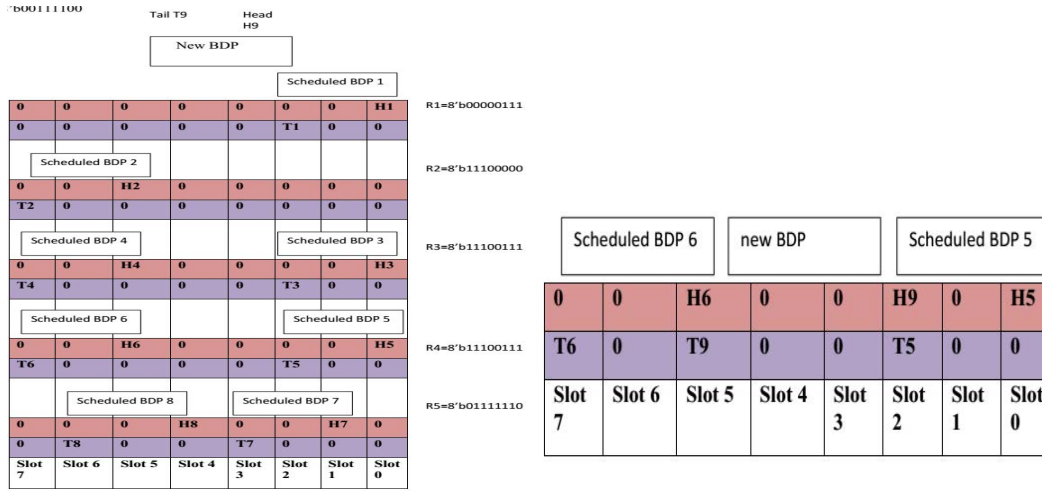 'b00111100
Tail T9 Head
H9
New BDP
Scheduled BDP 1
0 0 0 0 0 0 0 H1
0 0 0 0 0 T1 0 0
R1=8'b00000111
Scheduled BDP 2
R2=8'b11100000
0 0 H2 0 0 0 0 0
T2 0 0 0 0 0 0 0
Scheduled BDP 4 Scheduled BDP 3
R3=8'b11100111
0 0 H4 0 0 0 0 H3
T4 0 0 0 0 T3 0 0
Scheduled BDP 6 Scheduled BDP 5
0 0 H6 0 0 0 0 H5
T6 0 0 0 0 T5 0 0
R4=8'b11100111
Scheduled BDP 8 Scheduled BDP 7
R5=8'b01111110
0 0 0 H8 0 0 H7 0
0 T8 0 0 T7 0 0 0
Slot Slot 6 Slot 5 Slot 4 Slot Slot Slot Slot
7 3 2 1 0
Scheduled BDP 6 new BDP Scheduled BDP 5
0 0 H6 0 0 H9 0 H5
T6 0 T9 0 0 T5 0 0
Slot Slot 6 Slot 5 Slot 4 Slot Slot Slot Slot
7 3 2 1 0